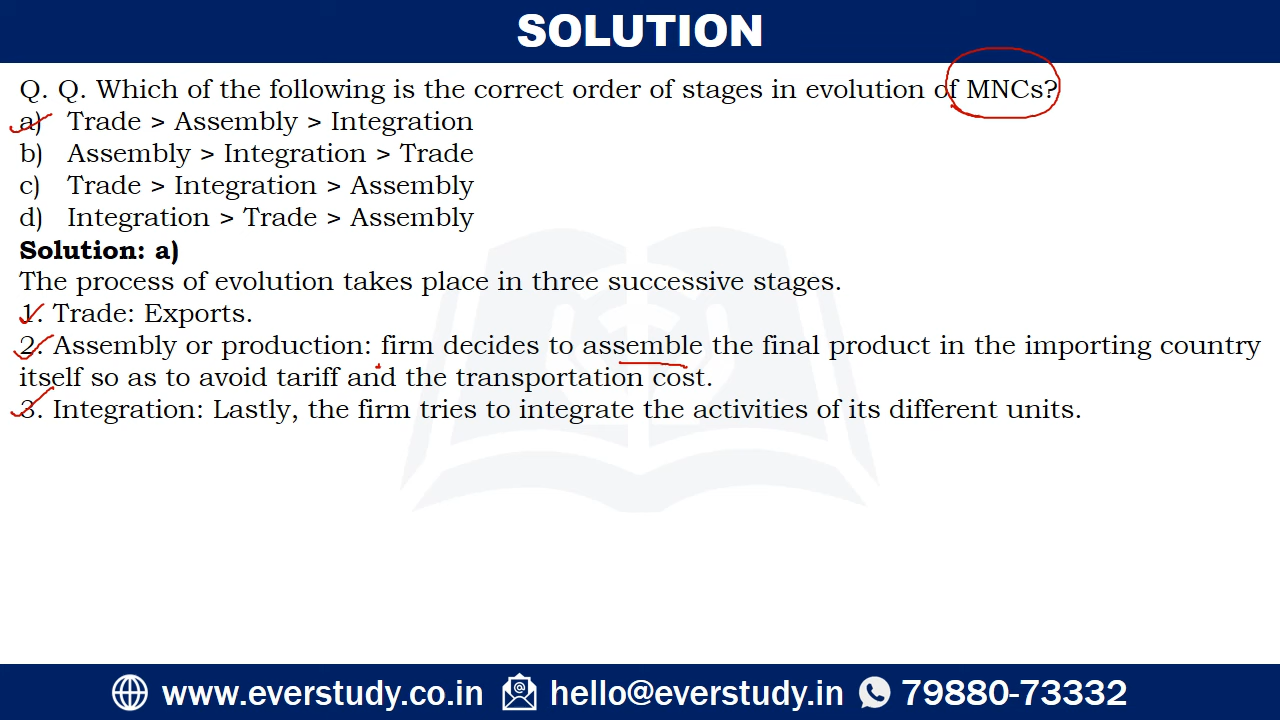 SOLUTION
Q. Q. Which of the following is the correct order of stages in evolution of MNCs?
a) Trade > Assembly > Integration
b) Assembly > Integration > Trade
c) Trade > Integration > Assembly
d) Integration > Trade > Assembly
Solution: a)
The process of evolution takes place in three successive stages.
1. Trade: Exports.
2. Assembly or production: firm decides to assemble the final product in the importing country
itself so as to avoid tariff and the transportation cost.
3. Integration: Lastly, the firm tries to integrate the activities of its different units.
www.everstudy.co.in hello@everstudy.in 79880-73332